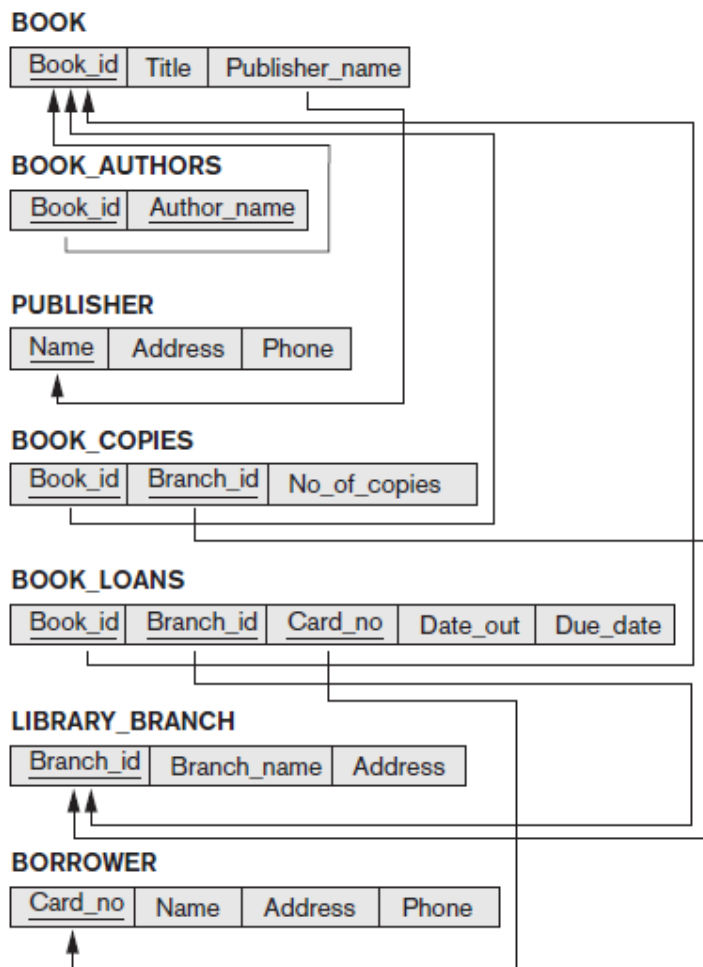 BOOK
Book_id Title Publisher_name
BOOK_AUTHORS
Book_id Author_name
PUBLISHER
Name Address Phone
BOOK_COPIES
Book_id Branch_id No_of_copies
BOOK_LOANS
Book_id Branch_id Card_no Date_out Due_date
LIBRARY_BRANCH
Branch_id Branch_name Address
BORROWER
Card_no Name Address Phone